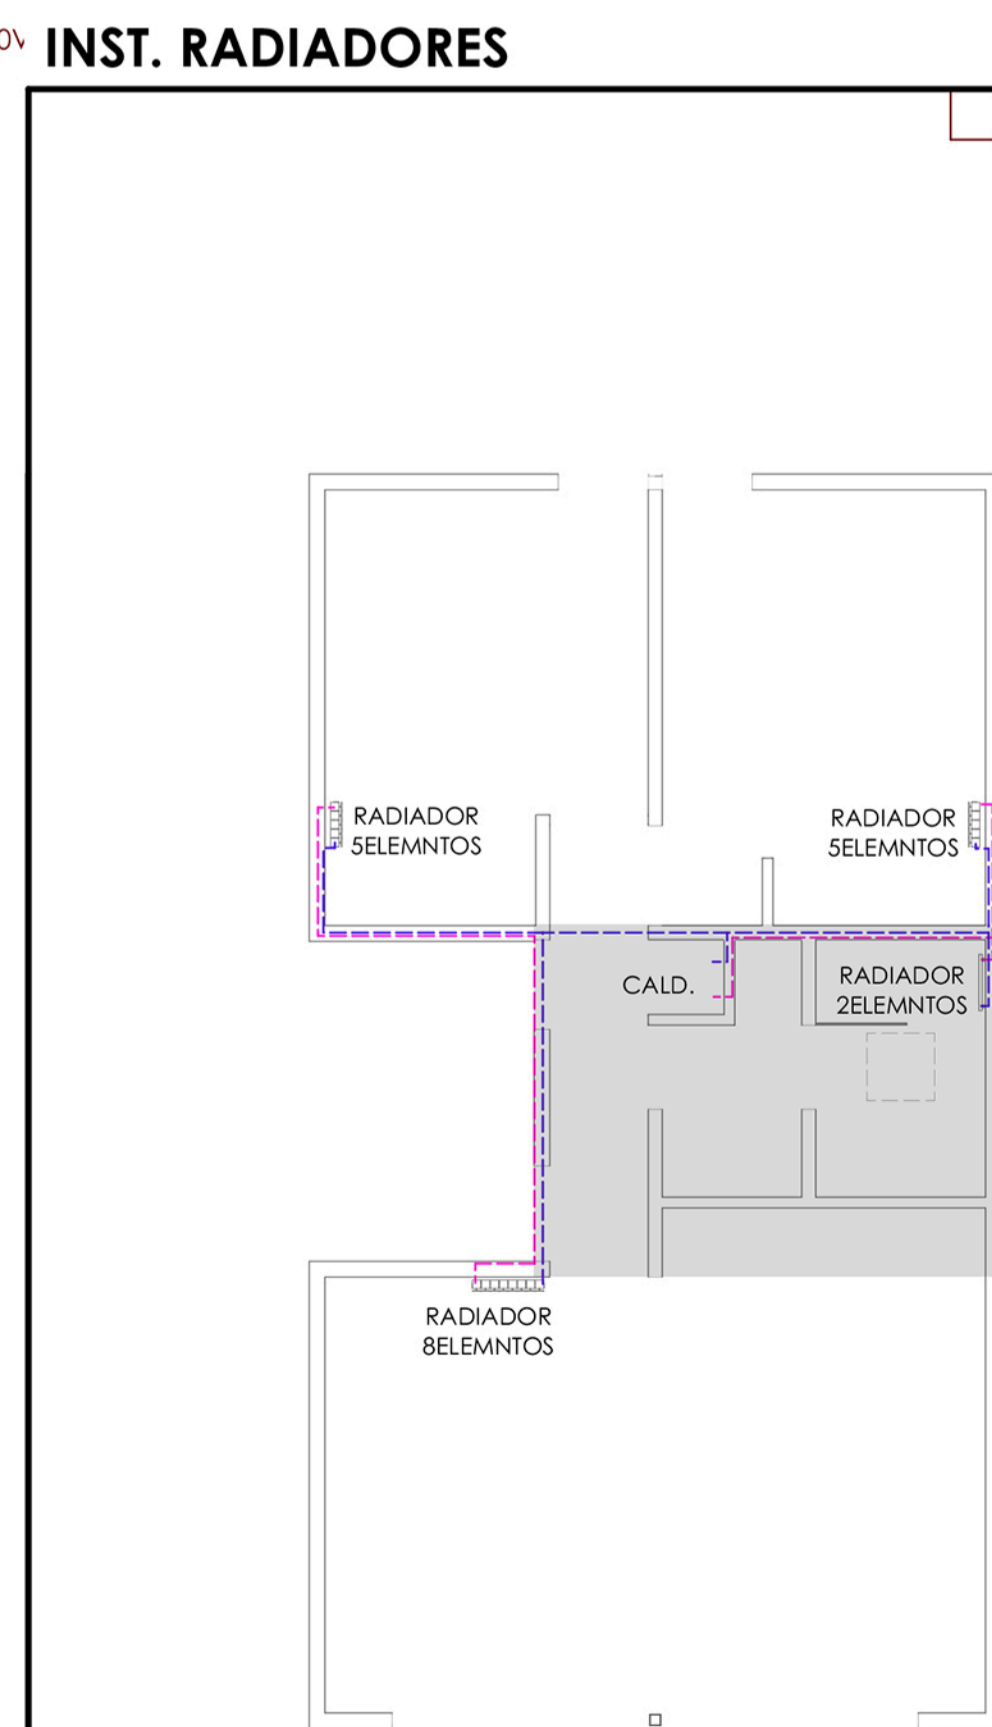 INST. RADIADORES
RADIADOR
5ELEMNTOS
RADIADOR
5ELEMNTOS
CALD.
RADIADOR
2ELEMNTOS
RADIADOR
8ELEMNTOS